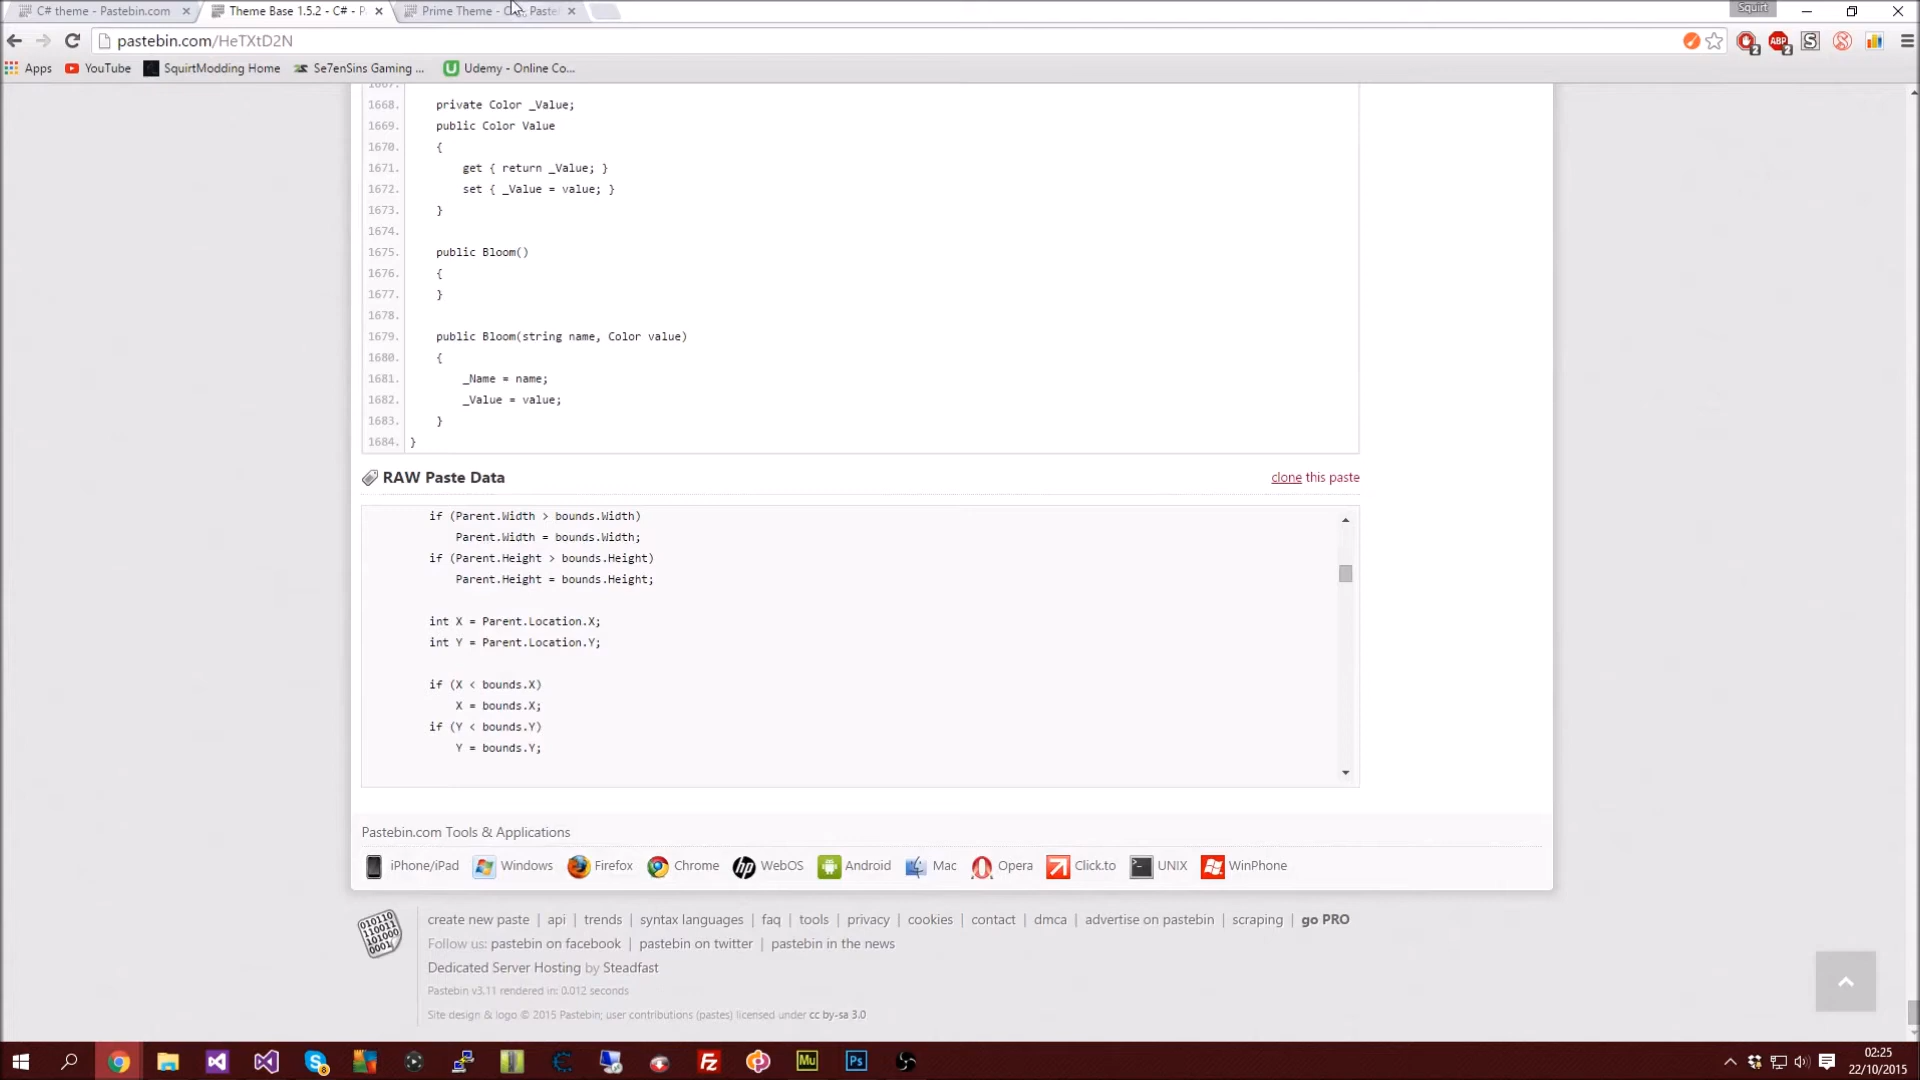 C# theme - Pastebin.com
Theme Base 1.5.2 - C# - P
Prime Theme - C
Paste
Squirt
pastebin.com/HeTXtD2N
2
ABP
2
S
Apps
YouTube
SquirtModding Home
Se7enSins Gaming ...
Udemy - Online Co...
1667.
1668. private Color _Value;
1669. public Color Value
1670. {
1671. get { return _Value; }
1672. set { _Value = value; }
1673. }
1674.
1675. public Bloom()
1676. {
1677. }
1678.
1679. public Bloom(string name, Color value)
1680. {
1681. _Name = name;
1682. _Value = value;
1683. }
1684. }
RAW Paste Data
clone this paste
if (Parent.Width > bounds.Width)
Parent.Width = bounds.Width;
if (Parent.Height > bounds.Height)
Parent.Height = bounds.Height;
int X = Parent.Location.X;
int Y = Parent.Location.Y;
if (X < bounds.X)
X = bounds.X;
if (Y < bounds.Y)
Y = bounds.Y;
Pastebin.com Tools & Applications
iPhone/iPad Windows Firefox Chrome WebOS Android Mac Opera Click.to UNIX WinPhone
create new paste | api | trends | syntax languages | faq | tools | privacy | cookies | contact | dmca | advertise on pastebin | scraping | go PRO
Follow us: pastebin on facebook | pastebin on twitter | pastebin in the news
Dedicated Server Hosting by Steadfast
Pastebin v3.11 rendered in: 0.012 seconds
Site design & logo © 2015 Pastebin; user contributions (pastes) licensed under cc by-sa 3.0
Mu
Ps
02:25
22/10/2015